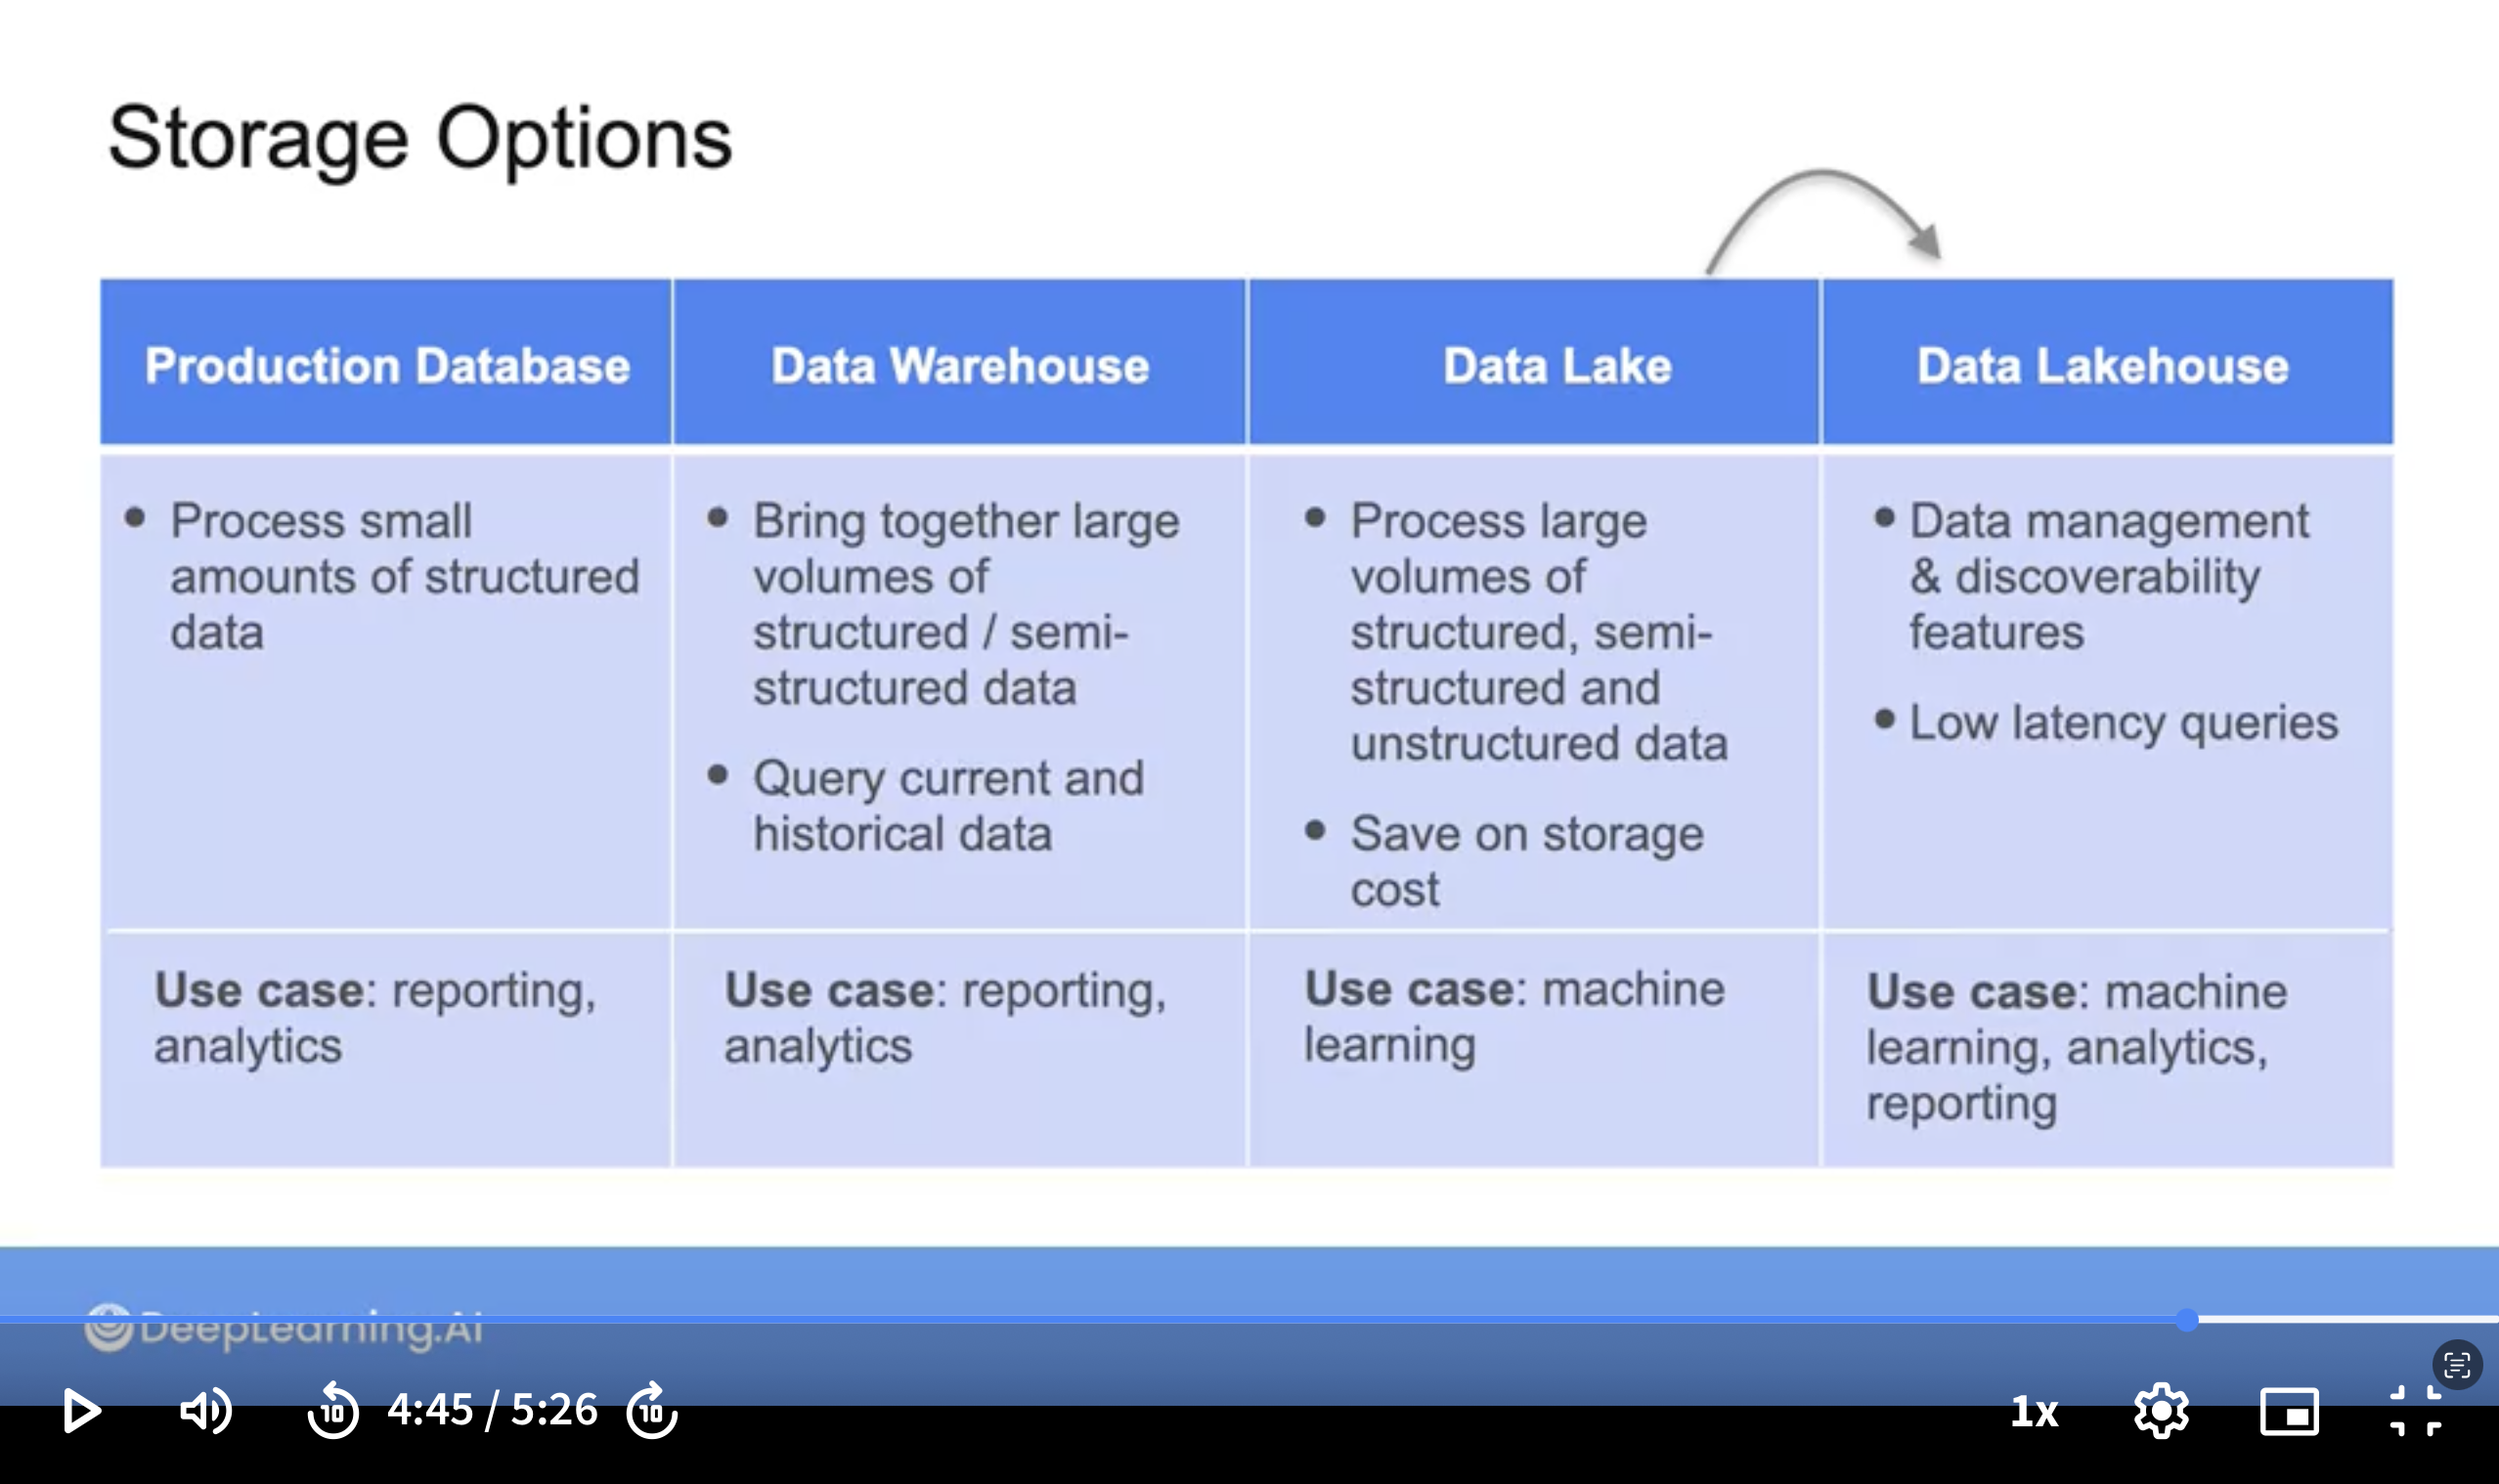 Storage Options
Production Database
Data Warehouse
Data Lake
Data Lakehouse
● Process small
amounts of structured
data
● Bring together large
volumes of
structured / semi-
structured data
● Query current and
historical data
● Process large
volumes of
structured, semi-
structured and
unstructured data
● Save on storage
cost
● Data management
& discoverability
features
● Low latency queries
Use case: reporting,
analytics
Use case: reporting,
analytics
Use case: machine
learning
Use case: machine
learning, analytics,
reporting
DeepLearning.AI
10
4:45 / 5:26
10
1x